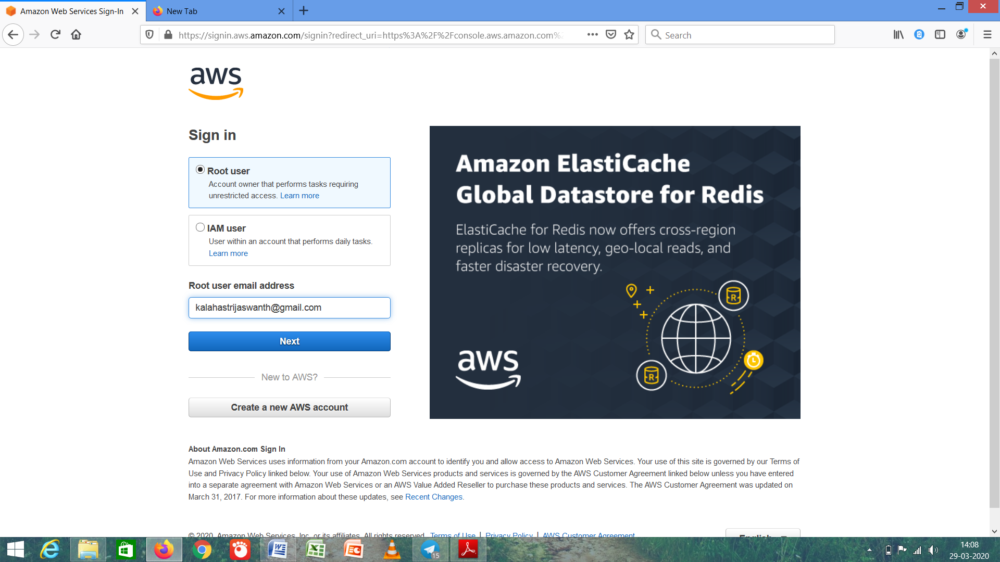 Amazon Web Services Sign-In
New Tab
https://signin.aws.amazon.com/signin?redirect_uri=https%3A%2F%2Fconsole.aws.amazon.com%2
Search
aws
Sign in
Root user
Account owner that performs tasks requiring
unrestricted access. Learn more
IAM user
User within an account that performs daily tasks.
Learn more
Root user email address
kalahastrijaswanth@gmail.com
Next
New to AWS?
Create a new AWS account
Amazon ElastiCache
Global Datastore for Redis
ElastiCache for Redis now offers cross-region
replicas for low latency, geo-local reads, and
faster disaster recovery.
R
R
aws
About Amazon.com Sign In
Amazon Web Services uses information from your Amazon.com account to identify you and allow access to Amazon Web Services. Your use of this site is governed by our Terms of
Use and Privacy Policy linked below. Your use of Amazon Web Services products and services is governed by the AWS Customer Agreement linked below unless you have entered
into a separate agreement with Amazon Web Services or an AWS Value Added Reseller to purchase these products and services. The AWS Customer Agreement was updated on
March 31, 2017. For more information about these updates, see Recent Changes.
© 2020, Amazon Web Services, Inc. or its affiliates. All rights reserved. Terms of Use | Privacy Policy | AWS Customer Agreement
English
15
14:08
29-03-2020